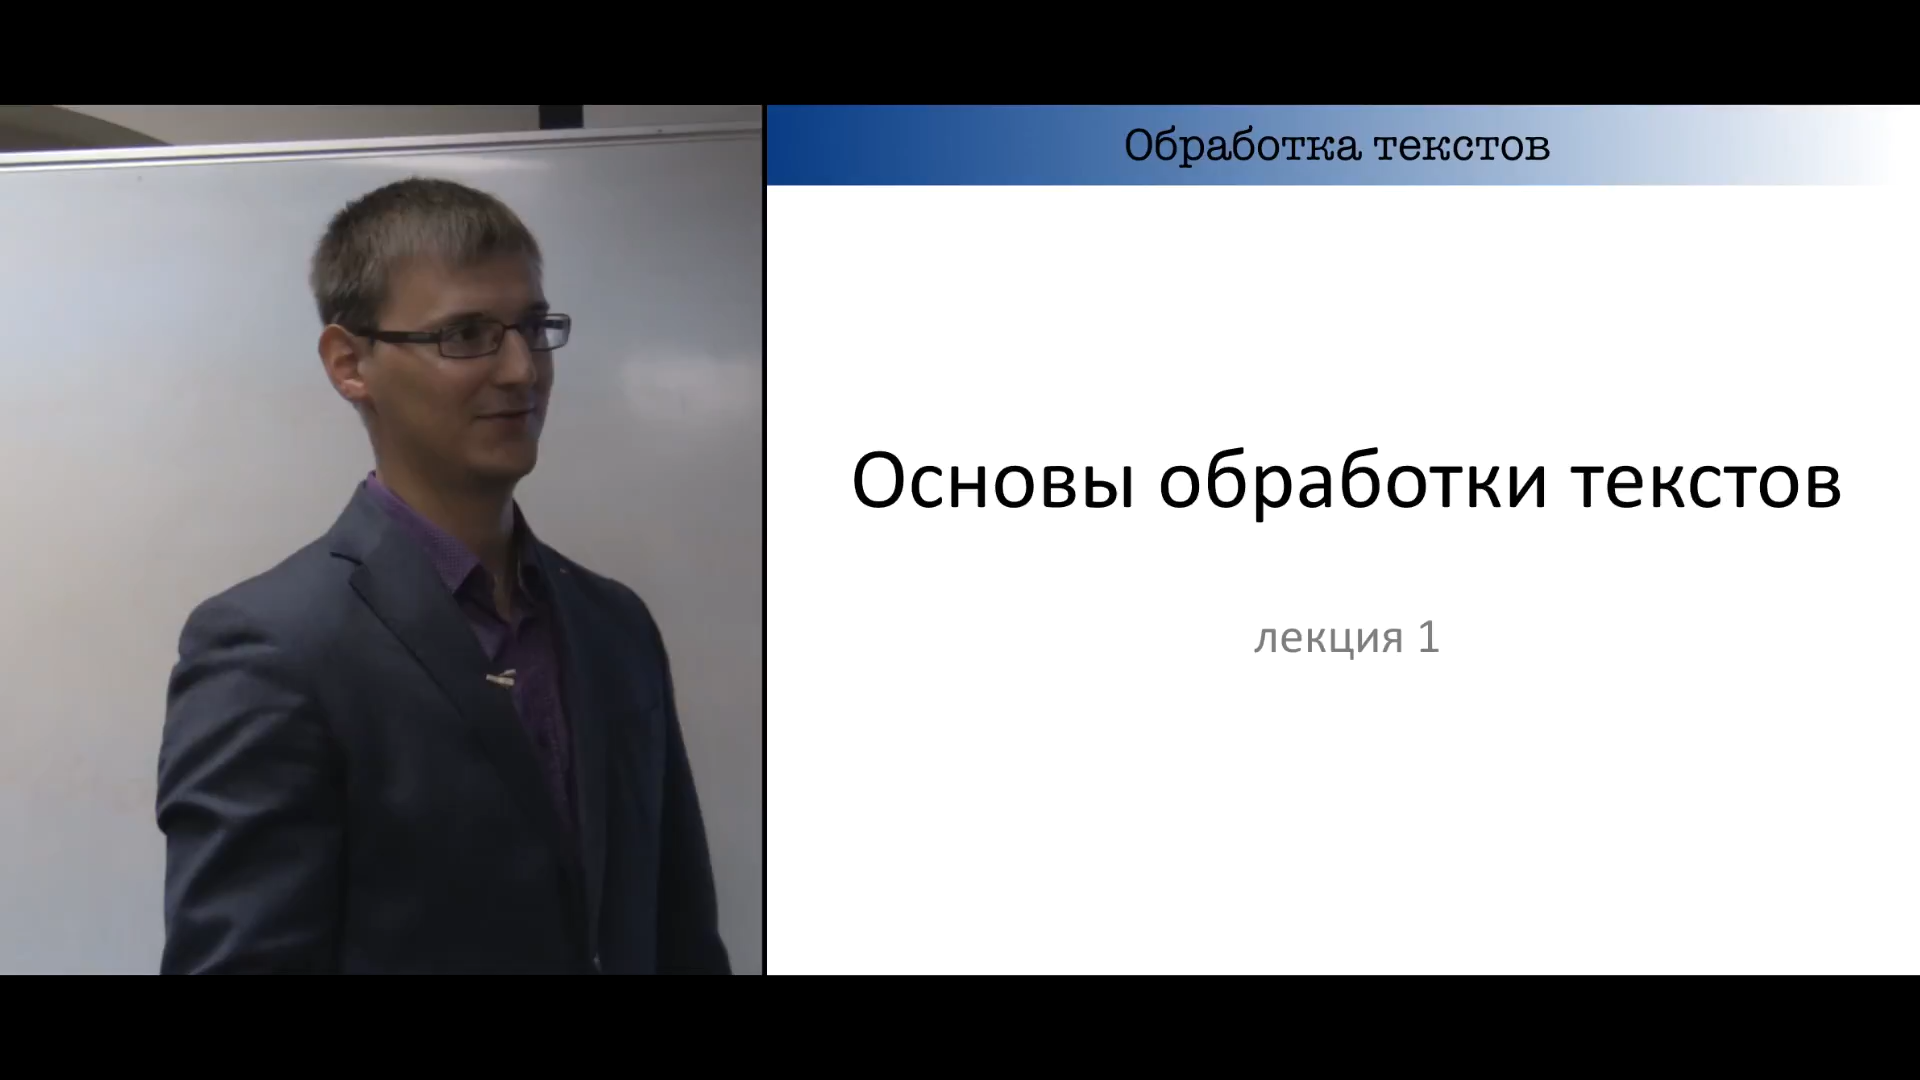 Обработка текстов
Основы обработки текстов
лекция 1